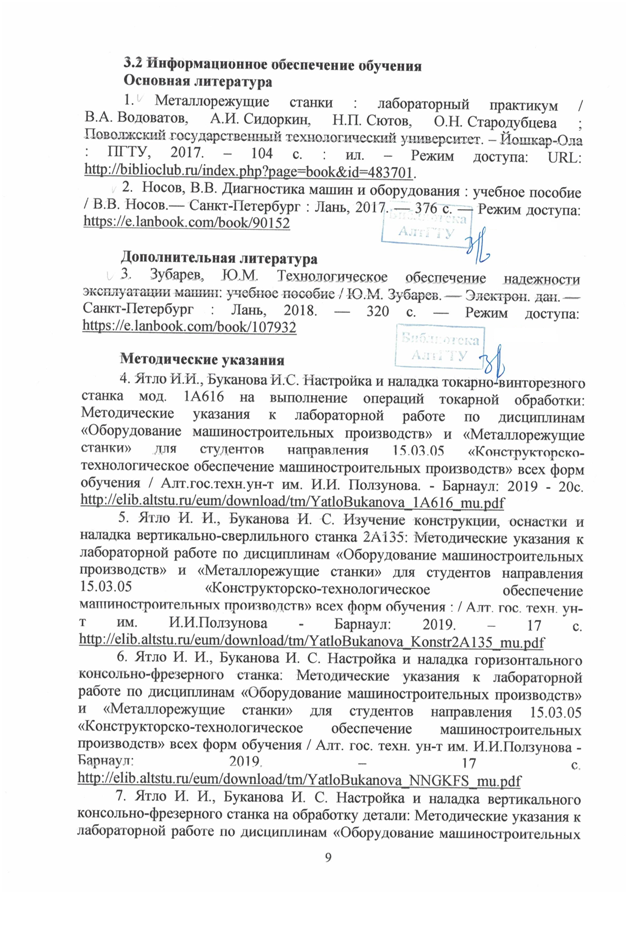 3.2 Информационное обеспечение обучения
Основная литература
1. Металлорежущие станки : лабораторный практикум /
В.А. Водоватов, А.И. Сидоркин, Н.П. Сютов, О.Н. Стародубцева ;
Поволжский государственный технологический университет. – Йошкар-Ола
: ПГТУ, 2017. – 104 с. : ил. – Режим доступа: URL:
http://biblioclub.ru/index.php?page=book&id=483701.
2. Носов, В.В. Диагностика машин и оборудования : учебное пособие
/ В.В. Носов.— Санкт-Петербург : Лань, 2017. — 376 с. — Режим доступа:
https://e.lanbook.com/book/90152
Библиотека
АлтГТУ
Дополнительная литература
3. Зубарев, Ю.М. Технологическое обеспечение надежности
эксплуатации машин: учебное пособие / Ю.М. Зубарев. — Электрон. дан. —
Санкт-Петербург : Лань, 2018. — 320 с. — Режим доступа:
https://e.lanbook.com/book/107932
Библиотека
АлтГТУ
Методические указания
4. Ятло И.И., Буканова И.С. Настройка и наладка токарно-винторезного
станка мод. 1А616 на выполнение операций токарной обработки:
Методические указания к лабораторной работе по дисциплинам
«Оборудование машиностроительных производств» и «Металлорежущие
станки» для студентов направления 15.03.05 «Конструкторско-
технологическое обеспечение машиностроительных производств» всех форм
обучения / Алт.гос.техн.ун-т им. И.И. Ползунова. - Барнаул: 2019 - 20с.
http://elib.altstu.ru/eum/download/tm/YatloBukanova_1A616_mu.pdf
5. Ятло И. И., Буканова И. С. Изучение конструкции, оснастки и
наладка вертикально-сверлильного станка 2А135: Методические указания к
лабораторной работе по дисциплинам «Оборудование машиностроительных
производств» и «Металлорежущие станки» для студентов направления
15.03.05 «Конструкторско-технологическое обеспечение
машиностроительных производств» всех форм обучения : / Алт. гос. техн. ун-
т им. И.И.Ползунова - Барнаул: 2019. – 17 с.
http://elib.altstu.ru/eum/download/tm/YatloBukanova_Konstr2A135_mu.pdf
6. Ятло И. И., Буканова И. С. Настройка и наладка горизонтального
консольно-фрезерного станка: Методические указания к лабораторной
работе по дисциплинам «Оборудование машиностроительных производств»
и «Металлорежущие станки» для студентов направления 15.03.05
«Конструкторско-технологическое обеспечение машиностроительных
производств» всех форм обучения / Алт. гос. техн. ун-т им. И.И.Ползунова -
Барнаул: 2019. – 17 с.
http://elib.altstu.ru/eum/download/tm/YatloBukanova_NNGKFS_mu.pdf
7. Ятло И. И., Буканова И. С. Настройка и наладка вертикального
консольно-фрезерного станка на обработку детали: Методические указания к
лабораторной работе по дисциплинам «Оборудование машиностроительных
9